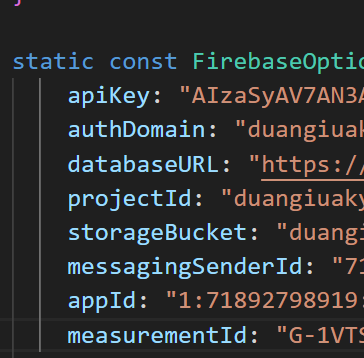 static const FirebaseOptio
apiKey: "AIzaSyAV7AN3A
authDomain: "duangiuak
databaseURL: "https://
projectId: "duangiuaky
storageBucket: "duangi
messagingSenderId: "71
appId: "1:71892798919:
measurementId: "G-1VTS